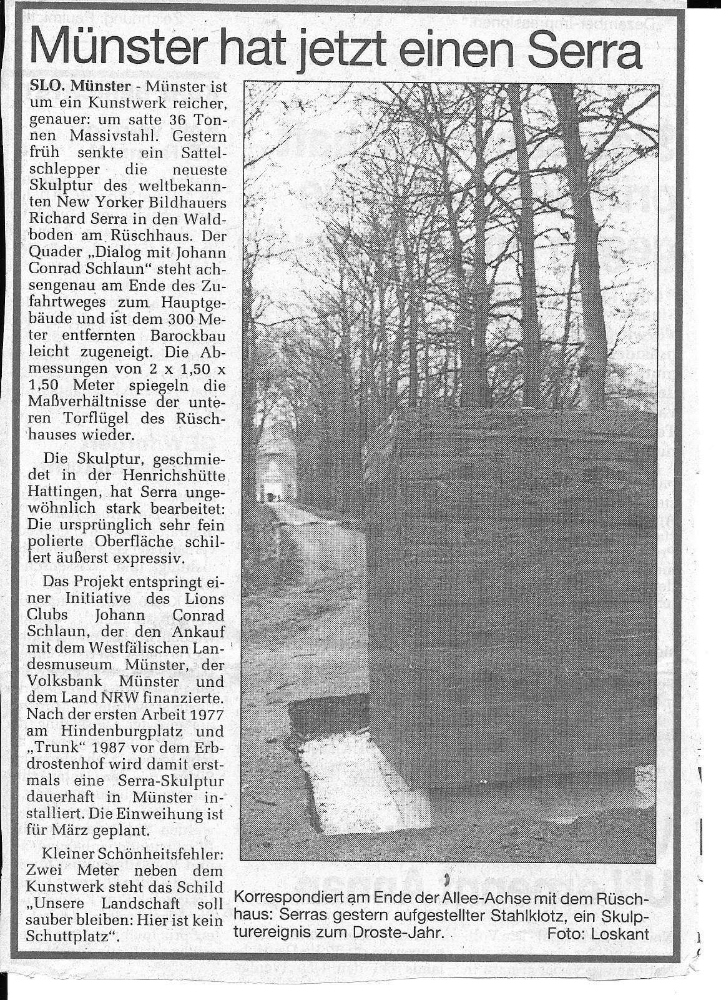 Münster hat jetzt einen Serra
SLO. Münster - Münster ist
um ein Kunstwerk reicher,
genauer: um satte 36 Ton-
nen Massivstahl. Gestern
früh senkte ein Sattel-
schlepper die neueste
Skulptur des weltbekann-
ten New Yorker Bildhauers
Richard Serra in den Wald-
boden am Rüschhaus. Der
Quader „Dialog mit Johann
Conrad Schlaun“ steht ach-
sengenau am Ende des Zu-
fahrtweges zum Hauptge-
bäude und ist dem 300 Me-
ter entfernten Barockbau
leicht zugeneigt. Die Ab-
messungen von 2 x 1,50 x
1,50 Meter spiegeln die
Maßverhältnisse der unte-
ren Torflügel des Rüsch-
hauses wieder.
Die Skulptur, geschmie-
det in der Henrichshütte
Hattingen, hat Serra unge-
wöhnlich stark bearbeitet:
Die ursprünglich sehr fein
polierte Oberfläche schil-
lert äußerst expressiv.
Das Projekt entspringt ei-
ner Initiative des Lions
Clubs Johann Conrad
Schlaun, der den Ankauf
mit dem Westfälischen Lan-
desmuseum Münster, der
Volksbank Münster und
dem Land NRW finanzierte.
Nach der ersten Arbeit 1977
am Hindenburgplatz und
„Trunk“ 1987 vor dem Erb-
drostenhof wird damit erst-
mals eine Serra-Skulptur
dauerhaft in Münster in-
stalliert. Die Einweihung ist
für März geplant.
Kleiner Schönheitsfehler:
Zwei Meter neben dem
Kunstwerk steht das Schild
„Unsere Landschaft soll
sauber bleiben: Hier ist kein
Schuttplatz“.
Korrespondiert am Ende der Allee-Achse mit dem Rüsch-
haus: Serras gestern aufgestellter Stahlklotz, ein Skulp-
turereignis zum Droste-Jahr. Foto: Loskant